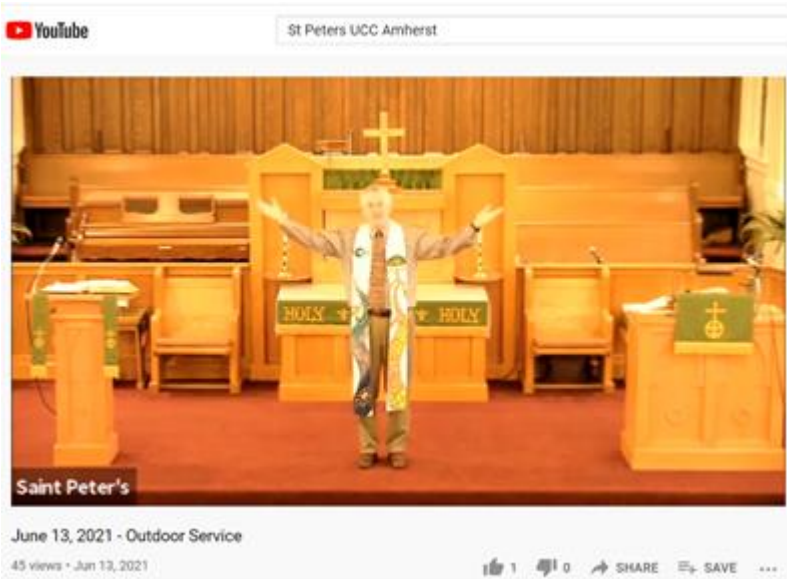 YouTube
St Peters UCC Amherst
HOLY HOLY
Saint Peter's
June 13, 2021 - Outdoor Service
45 views • Jun 13, 2021
1 0 SHARE SAVE